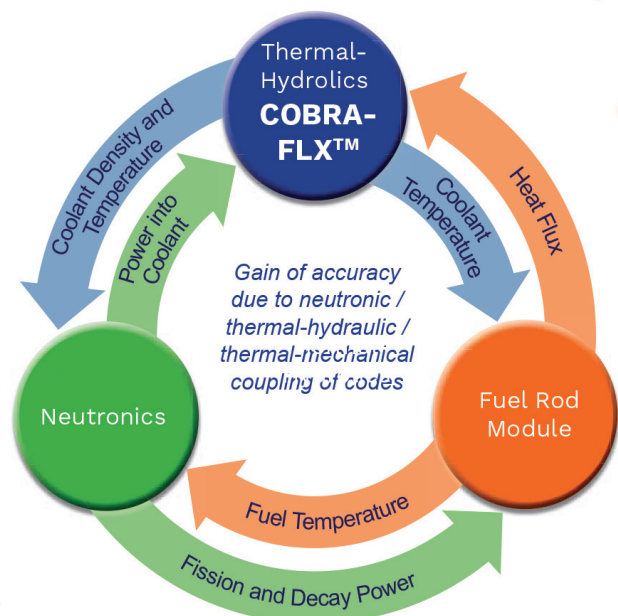 Thermal-
Hydrolics
COBRA-
FLX™
Coolant Density and
Temperature
Power into
Coolant
Coolant
Temperature
Heat Flux
Gain of accuracy
due to neutronic /
thermal-hydraulic /
thermal-mechanical
coupling of codes
Neutronics
Fuel Rod
Module
Fuel Temperature
Fission and Decay Power